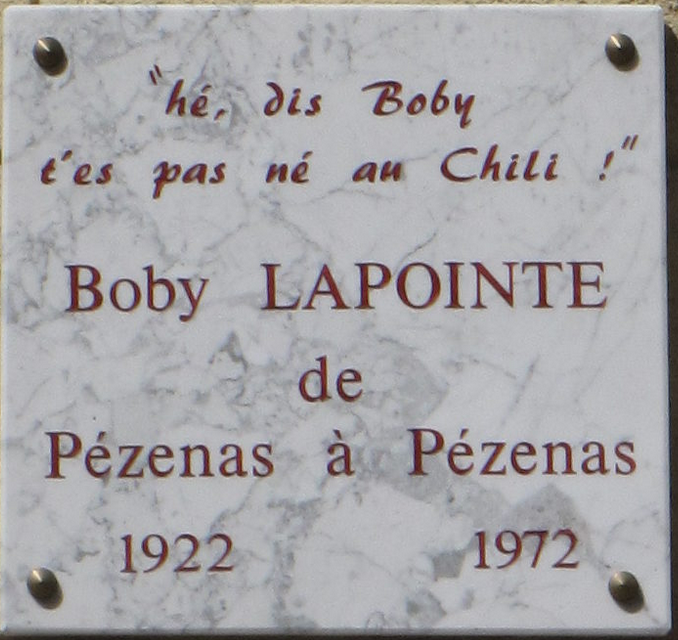 "hé, dis Boby
t'es pas né au Chili !"
Boby LAPOINTE
de
Pézenas à Pézenas
1922 1972